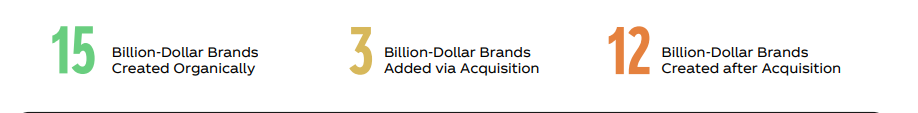 15 Billion-Dollar Brands
Created Organically
3 Billion-Dollar Brands
Added via Acquisition
12 Billion-Dollar Brands
Created after Acquisition